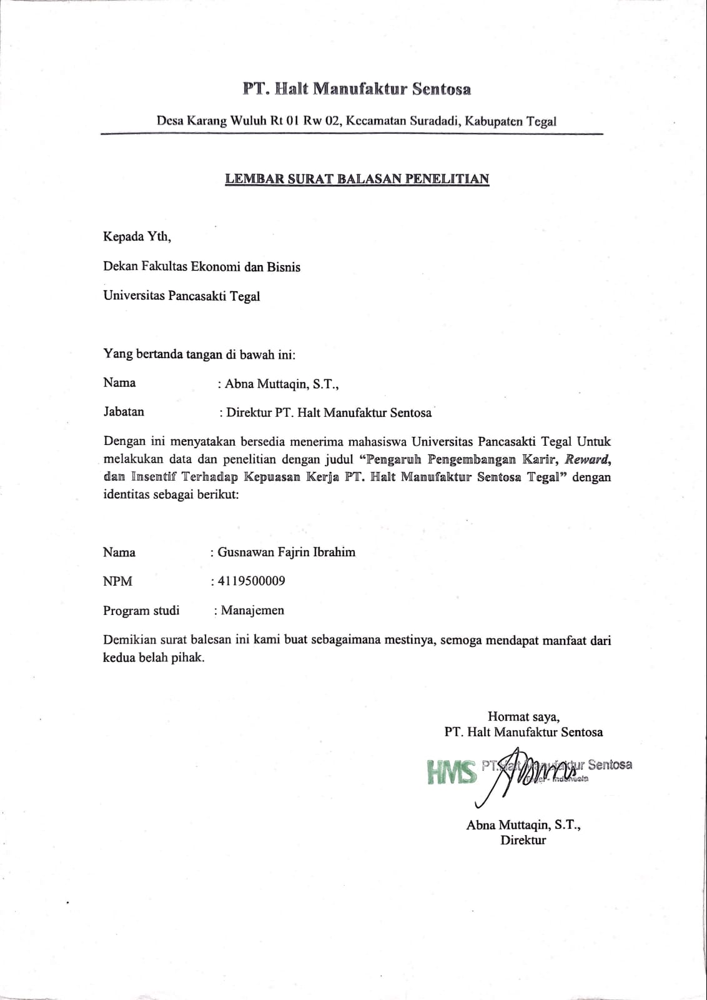 PT. Halt Manufaktur Sentosa
Desa Karang Wuluh Rt 01 Rw 02, Kecamatan Suradadi, Kabupaten Tegal
LEMBAR SURAT BALASAN PENELITIAN
Kepada Yth,
Dekan Fakultas Ekonomi dan Bisnis
Universitas Pancasakti Tegal
Yang bertanda tangan di bawah ini:
Nama : Abna Muttaqin, S.T.,
Jabatan : Direktur PT. Halt Manufaktur Sentosa
Dengan ini menyatakan bersedia menerima mahasiswa Universitas Pancasakti Tegal Untuk
melakukan data dan penelitian dengan judul “Pengaruh Pengembangan Karir, Reward,
dan Insentif Terhadap Kepuasan Kerja PT. Halt Manufaktur Sentosa Tegal” dengan
identitas sebagai berikut:
Nama : Gusnawan Fajrin Ibrahim
NPM : 4119500009
Program studi : Manajemen
Demikian surat balesan ini kami buat sebagaimana mestinya, semoga mendapat manfaat dari
kedua belah pihak.
Hormat saya,
PT. Halt Manufaktur Sentosa
HMS PT.Halt Manufaktur Sentosa
Tegal - Indonesia
Abna Muttaqin, S.T.,
Direktur